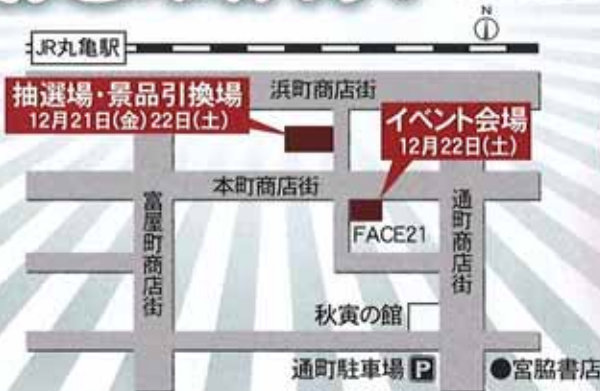 N
JR丸亀駅
浜町商店街
抽選場・景品引換場
12月21日(金)22日(土)
イベント会場
12月22日(土)
本町商店街
富屋町商店街
通町商店街
FACE21
秋寅の館
通町駐車場 P
●宮脇書店